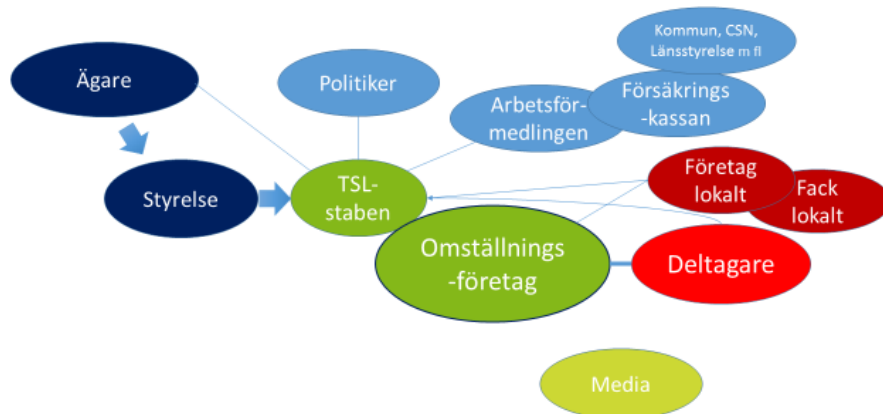 Kommun, CSN,
Länsstyrelse m fl
Ägare
Politiker
Arbetsför-
medlingen
Försäkrings
-kassan
Styrelse
TSL-
staben
Företag
lokalt
Fack
lokalt
Omställnings
-företag
Deltagare
Media